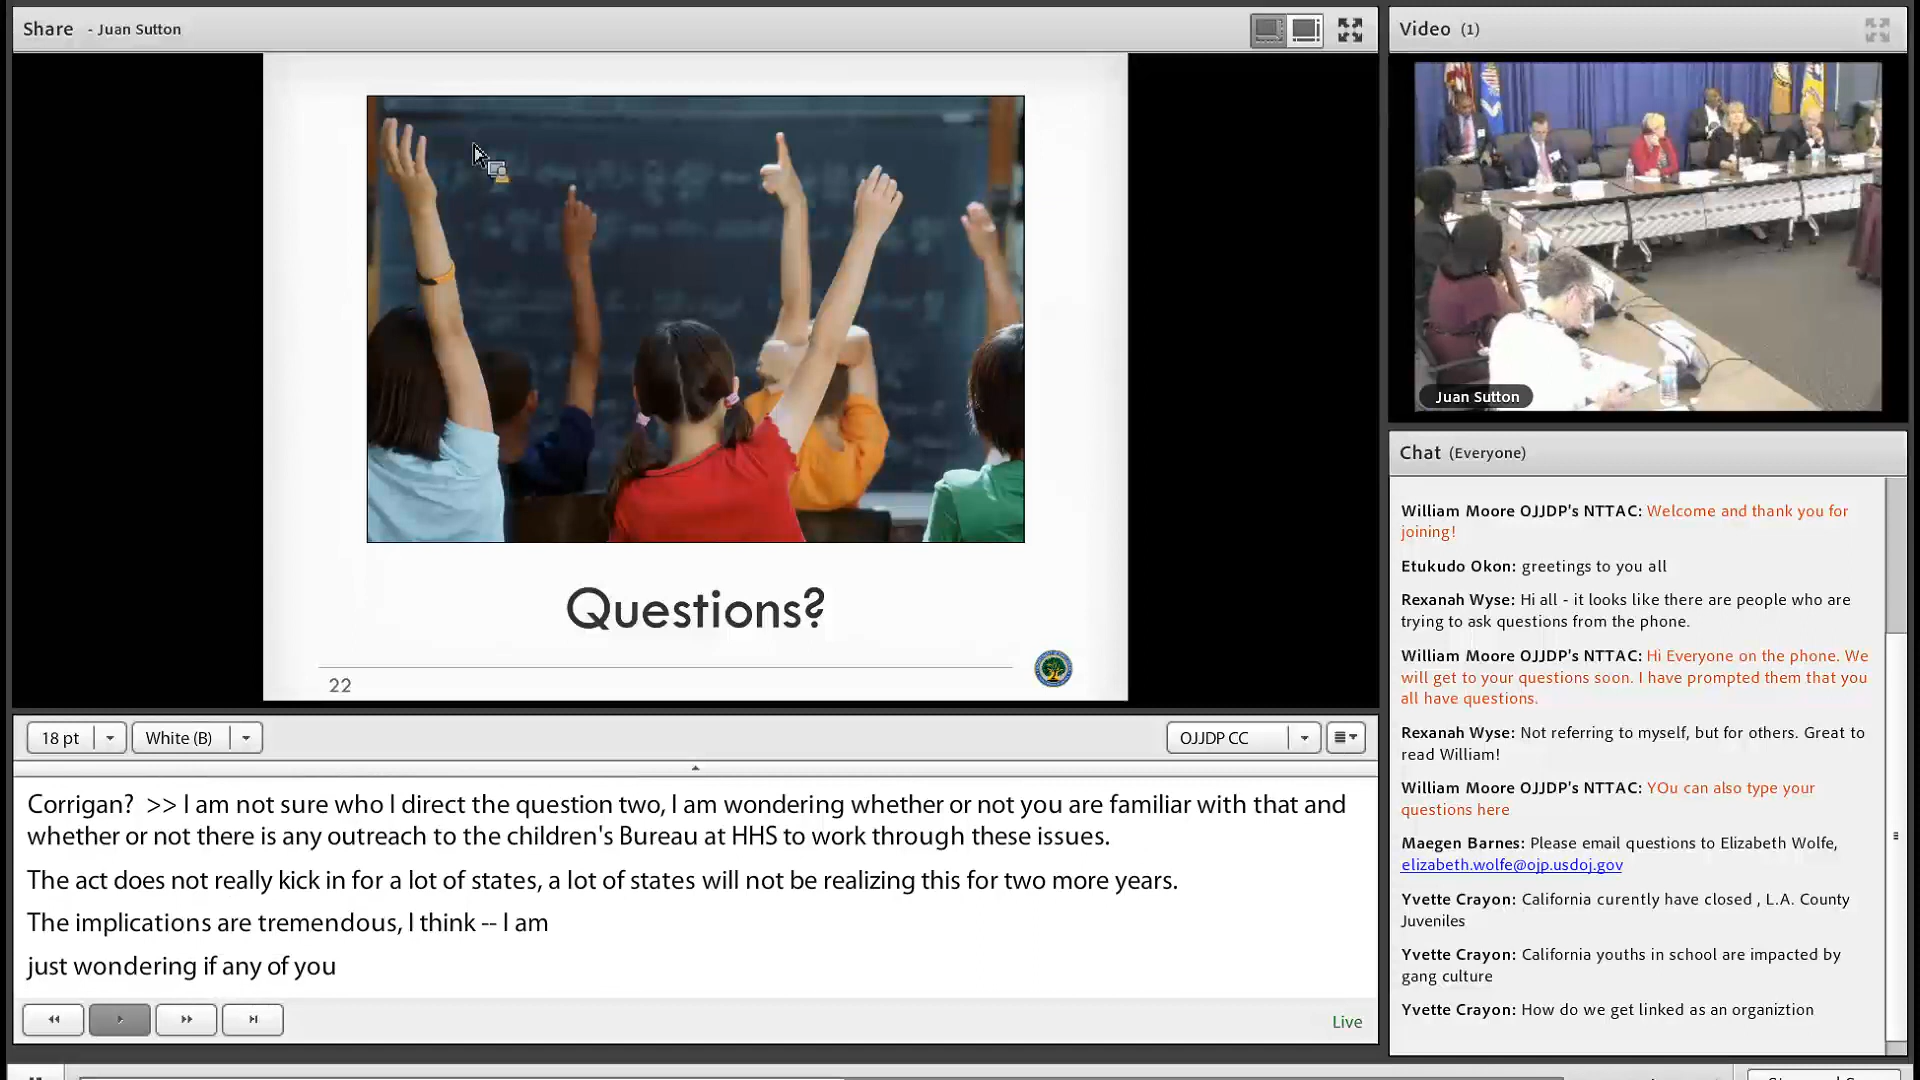 Share - Juan Sutton
Questions?
22
18 pt
White (B)
OJJDP CC
Corrigan? >> I am not sure who I direct the question two, I am wondering whether or not you are familiar with that and
whether or not there is any outreach to the children's Bureau at HHS to work through these issues.
The act does not really kick in for a lot of states, a lot of states will not be realizing this for two more years.
The implications are tremendous, I think -- I am
just wondering if any of you
Live
Video (1)
Juan Sutton
Chat (Everyone)
William Moore OJJDP's NTTAC: Welcome and thank you for
joining!
Etukudo Okon: greetings to you all
Rexanah Wyse: Hi all - it looks like there are people who are
trying to ask questions from the phone.
William Moore OJJDP's NTTAC: Hi Everyone on the phone. We
will get to your questions soon. I have prompted them that you
all have questions.
Rexanah Wyse: Not referring to myself, but for others. Great to
read William!
William Moore OJJDP's NTTAC: YOu can also type your
questions here
Maegen Barnes: Please email questions to Elizabeth Wolfe,
elizabeth.wolfe@ojp.usdoj.gov
Yvette Crayon: California curently have closed , L.A. County
Juveniles
Yvette Crayon: California youths in school are impacted by
gang culture
Yvette Crayon: How do we get linked as an organiztion